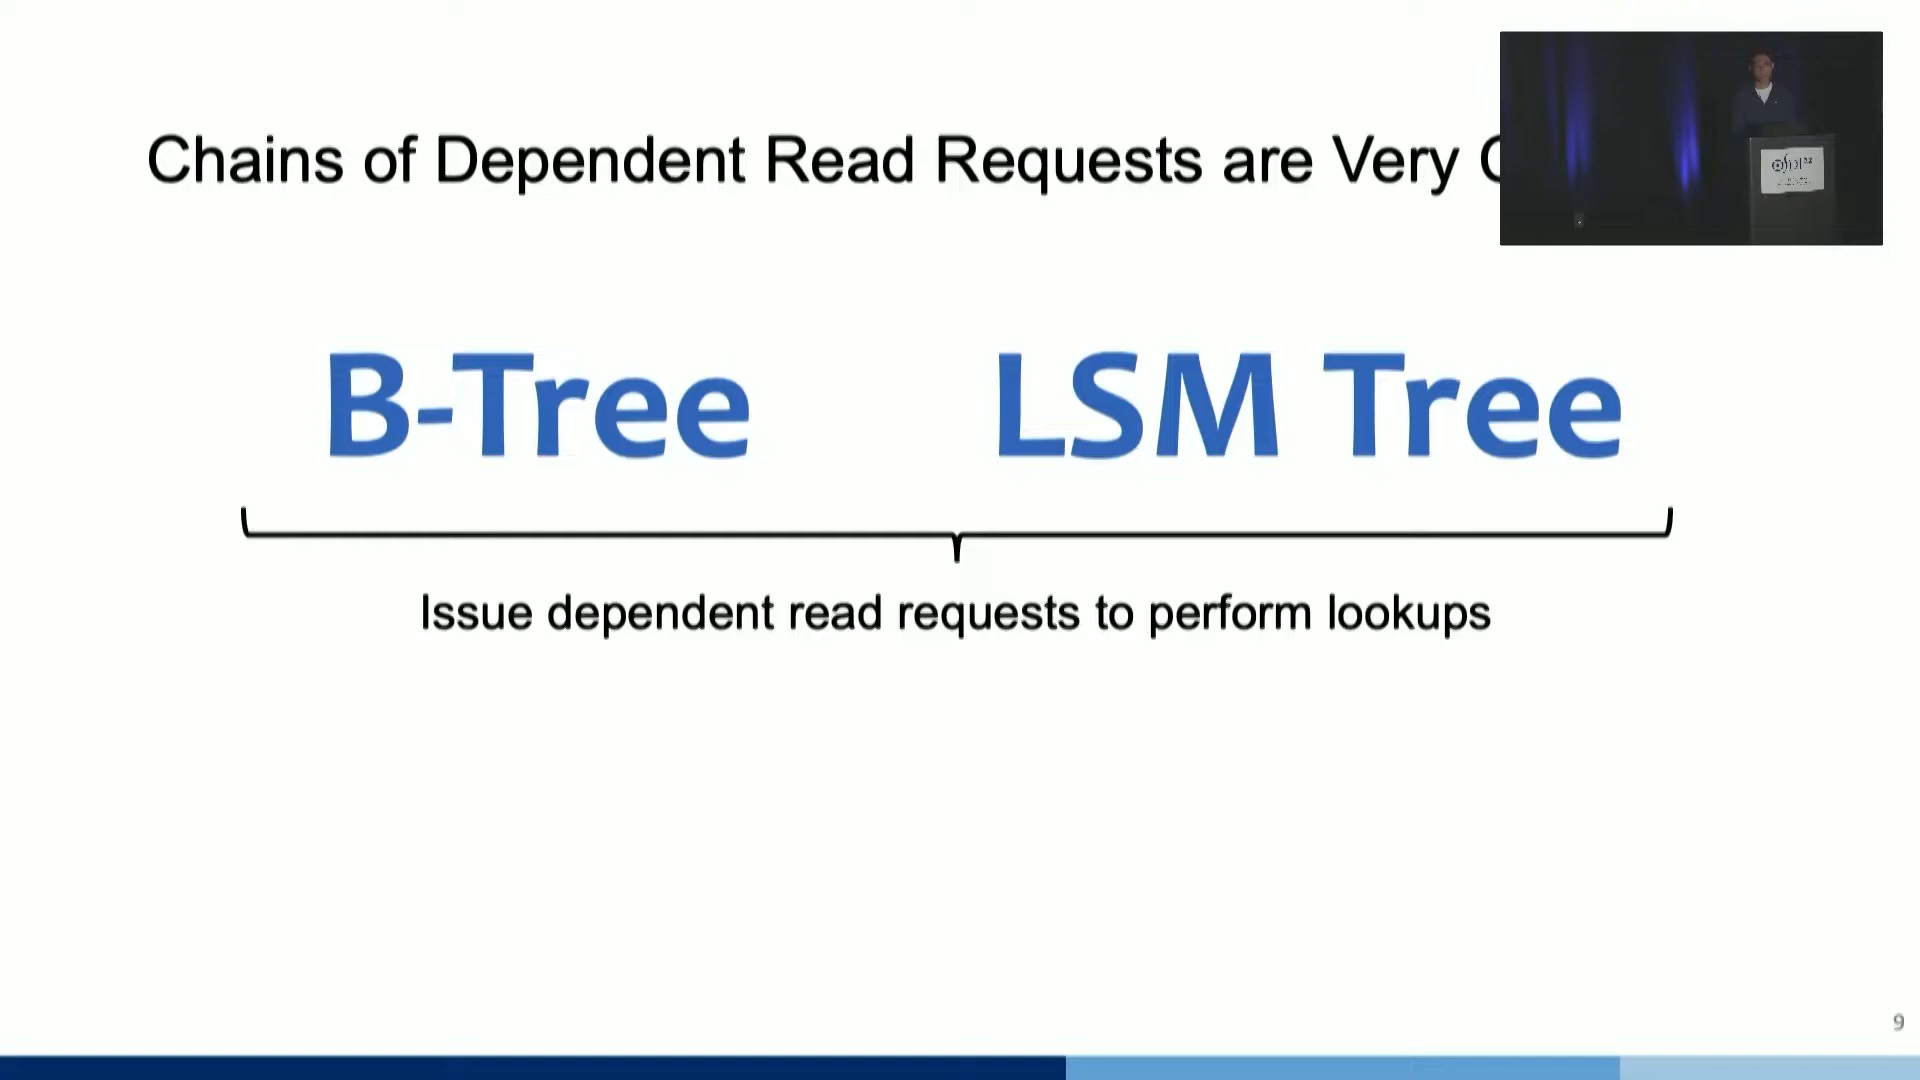 Chains of Dependent Read Requests are Very
B-Tree LSM Tree
Issue dependent read requests to perform lookups
9